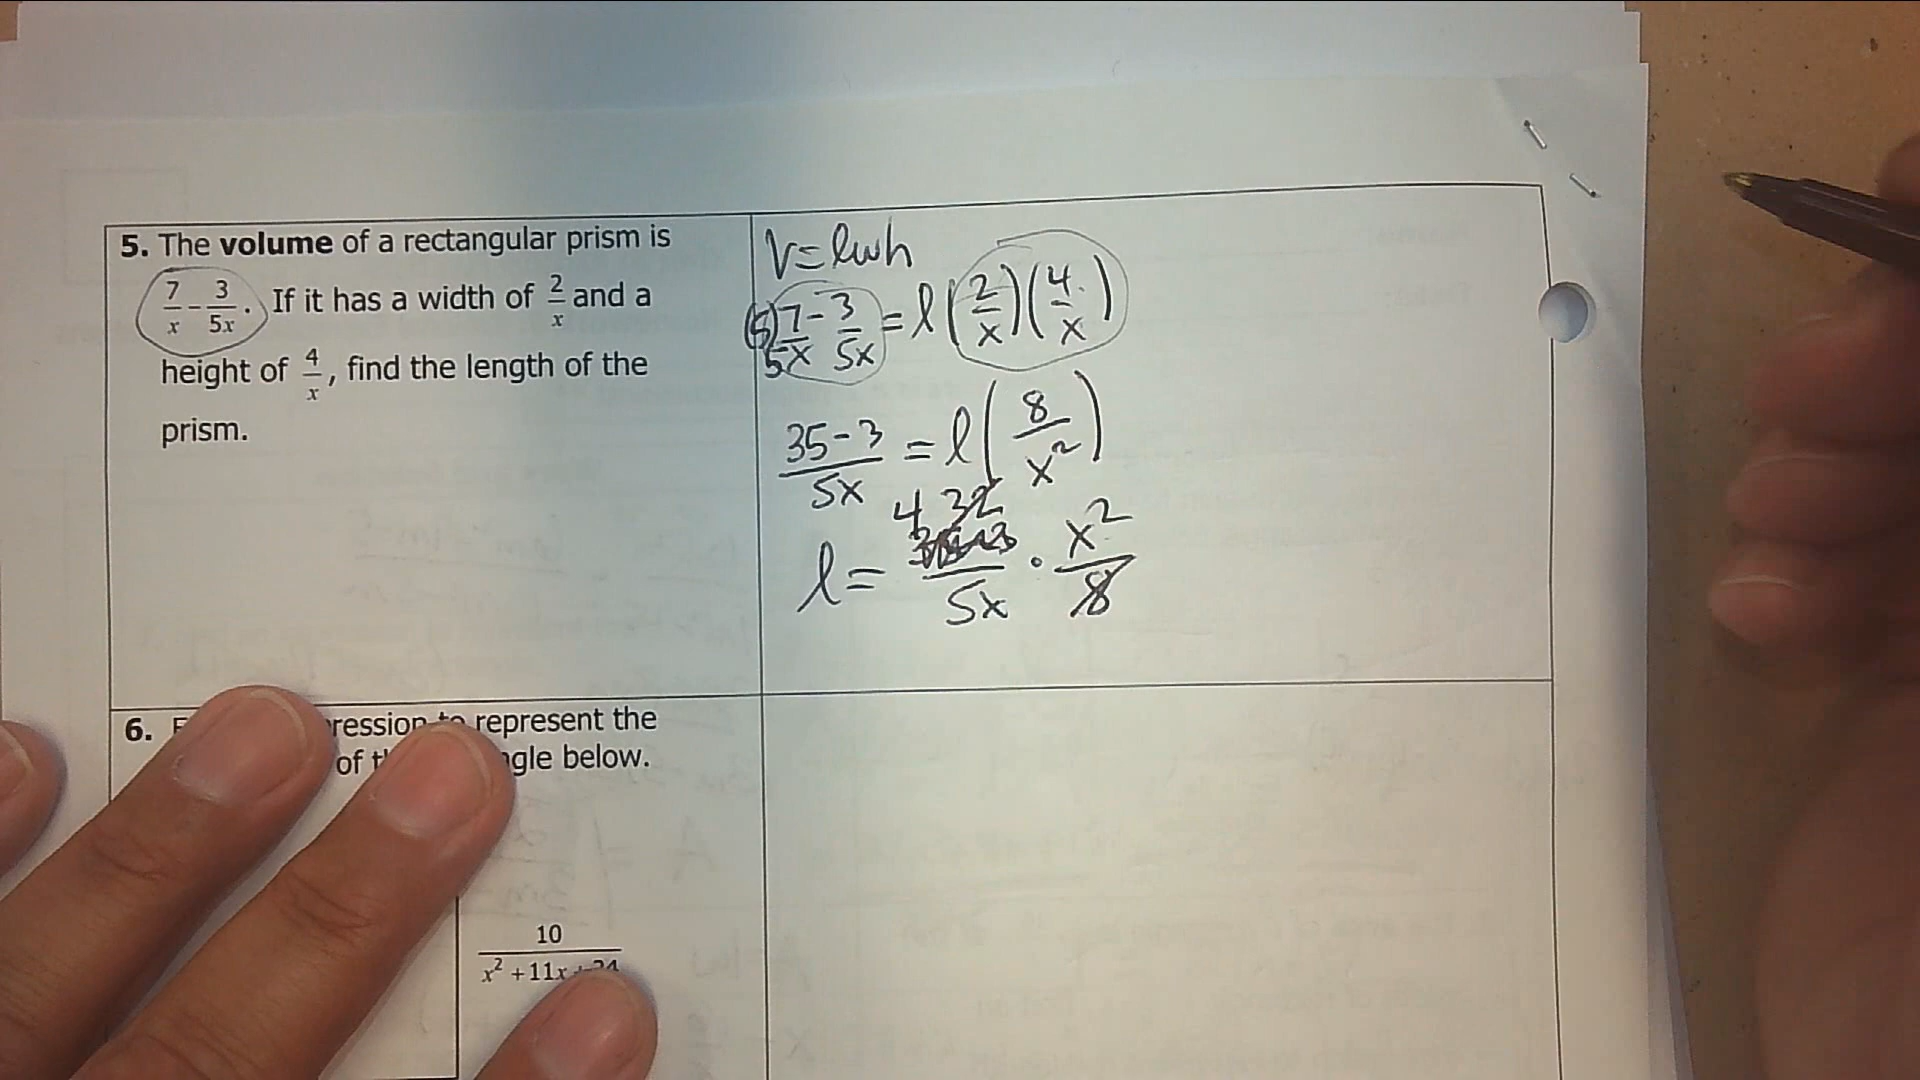 5. The volume of a rectangular prism is
7/x - 3/5x. If it has a width of 2/x and a
height of 4/x, find the length of the
prism.
V = lwh
(5)7/5x - 3/5x = l(2/x)(4/x)
35-3/5x = l(8/x²)
4 32
l = /5x · x²/8
6. ression to represent the
of gle below.
10
x² + 11x + 24